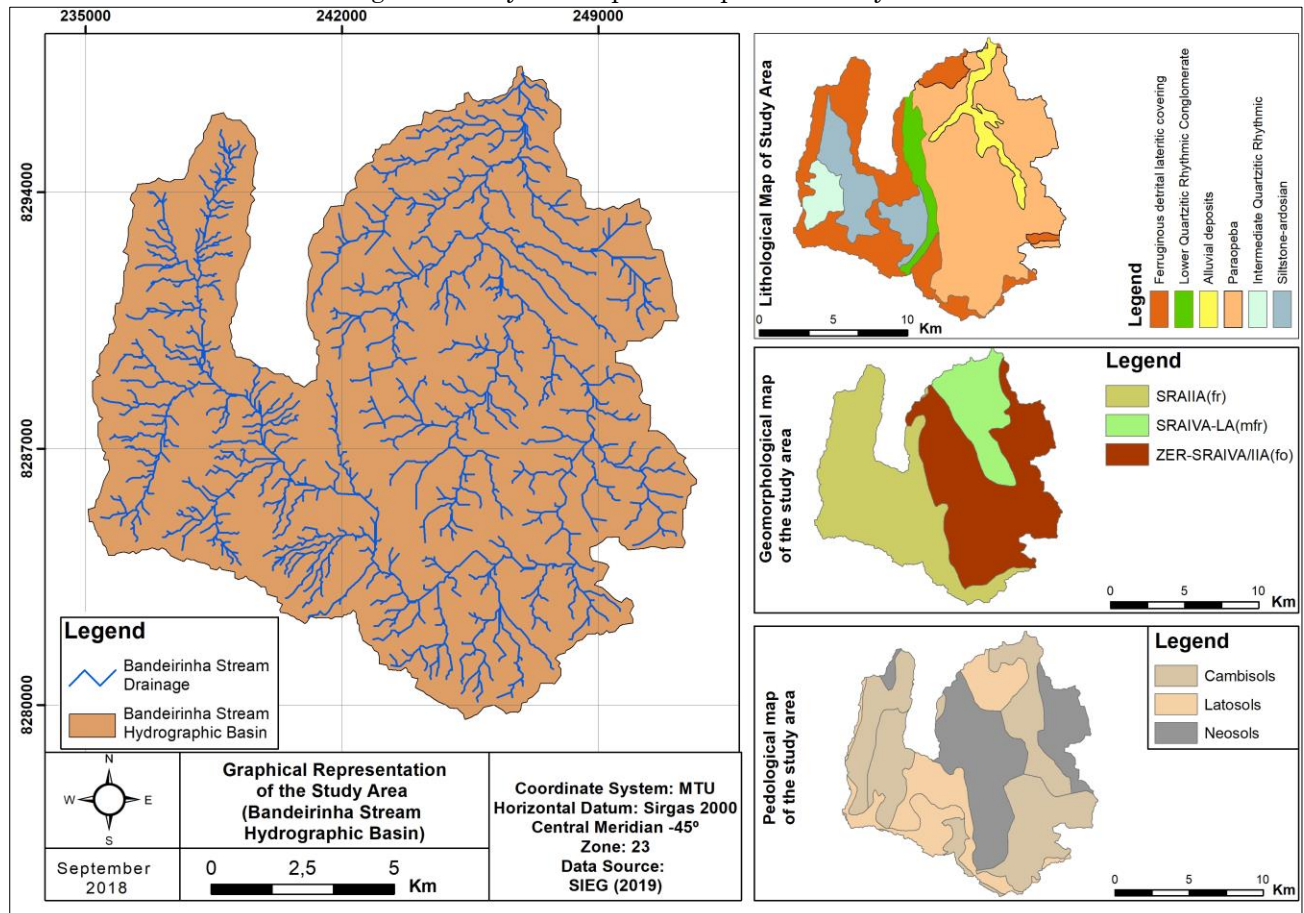 235000
242000
249000
8294000
8287000
8280000
Legend
Bandeirinha Stream
Drainage
Bandeirinha Stream
Hydrographic Basin
N
W
E
S
September
2018
Graphical Representation
of the Study Area
(Bandeirinha Stream
Hydrographic Basin)
0
2,5
5
Km
Coordinate System: MTU
Horizontal Datum: Sirgas 2000
Central Meridian -45º
Zone: 23
Data Source:
SIEG (2019)
Lithological Map of Study Area
0
5
10
Km
Legend
Ferruginous detrital lateritic covering
Lower Quartzitic Rhythmic Conglomerate
Alluvial deposits
Paraopeba
Intermediate Quartzitic Rhythmic
Siltstone-ardosian
Geomorphological map
of the study area
Legend
SRAIIA(fr)
SRAIVA-LA(mfr)
ZER-SRAIVA/IIA(fo)
0
5
10
Km
Pedological map
of the study area
Legend
Cambisols
Latosols
Neosols
0
5
10
Km